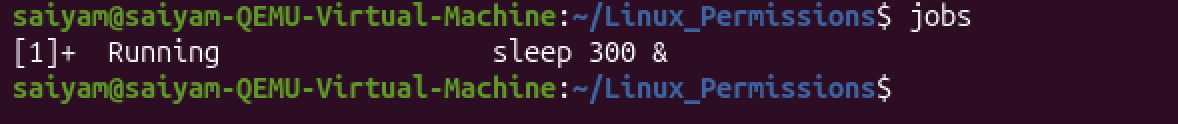 saiyam@saiyam-QEMU-Virtual-Machine:~/Linux_Permissions$ jobs
[1]+  Running                 sleep 300 &
saiyam@saiyam-QEMU-Virtual-Machine:~/Linux_Permissions$